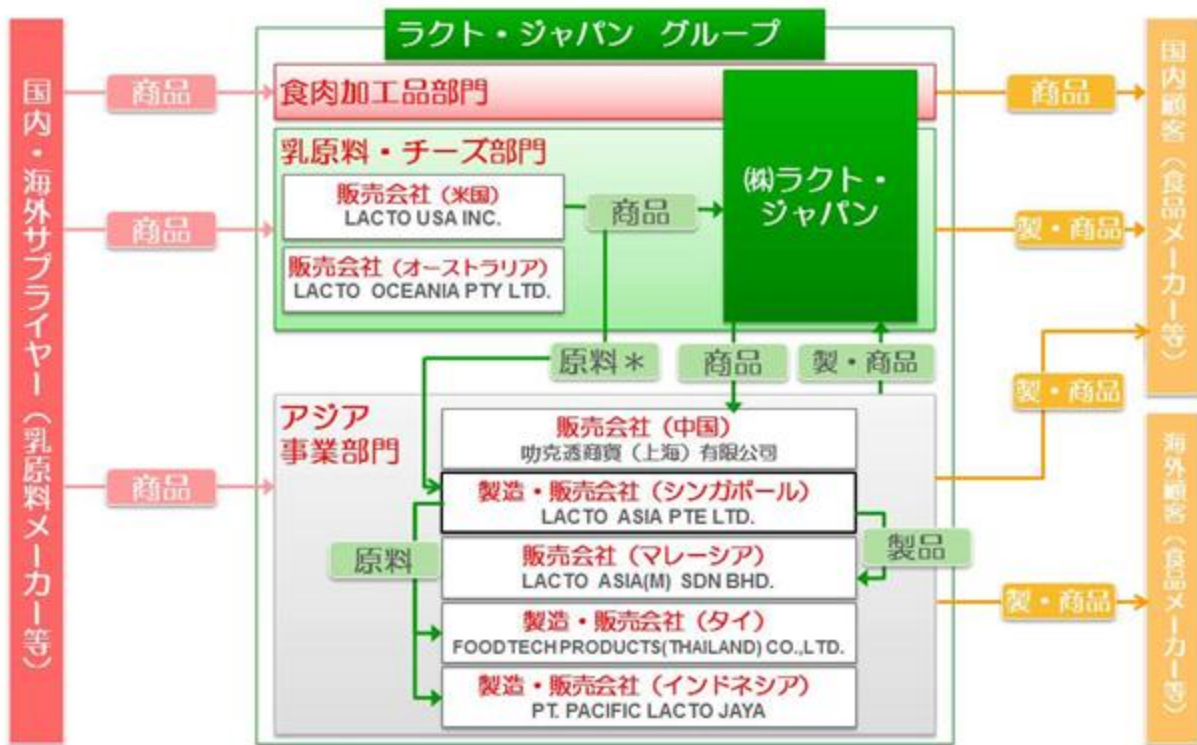 ラクト・ジャパン グループ
国内・海外サプライヤー（乳原料メーカー等）
商品
食肉加工品部門
商品
国内顧客（食品メーカー等）
乳原料・チーズ部門
販売会社（米国）
LACTO USA INC.
商品
㈱ラクト・
ジャパン
商品
製・商品
販売会社（オーストラリア）
LACTO OCEANIA PTY LTD.
原料＊
商品
製・商品
製・商品
アジア
事業部門
販売会社（中国）
叻克透商貿（上海）有限公司
商品
製造・販売会社（シンガポール）
LACTO ASIA PTE LTD.
原料
製品
販売会社（マレーシア）
LACTO ASIA(M) SDN BHD.
製・商品
海外顧客（食品メーカー等）
製造・販売会社（タイ）
FOODTECH PRODUCTS(THAILAND) CO.,LTD.
製造・販売会社（インドネシア）
PT. PACIFIC LACTO JAYA